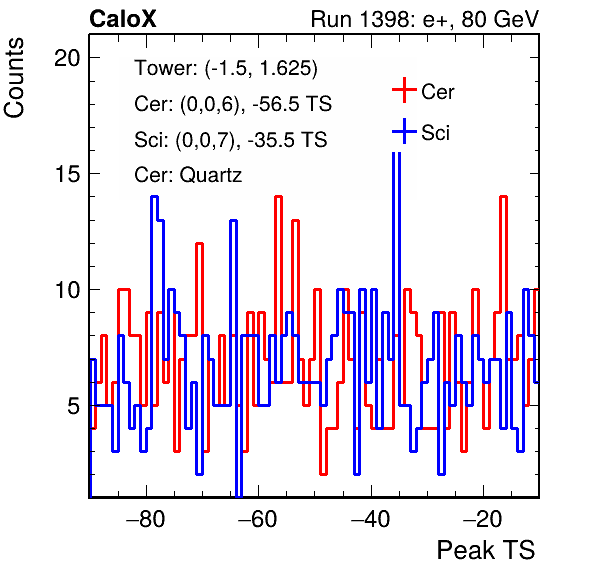 CaloX Run 1398: e+, 80 GeV
Counts
20
15
10
5
Tower: (-1.5, 1.625)
Cer: (0,0,6), -56.5 TS
Sci: (0,0,7), -35.5 TS
Cer: Quartz
Cer
Sci
−80 −60 −40 −20
Peak TS